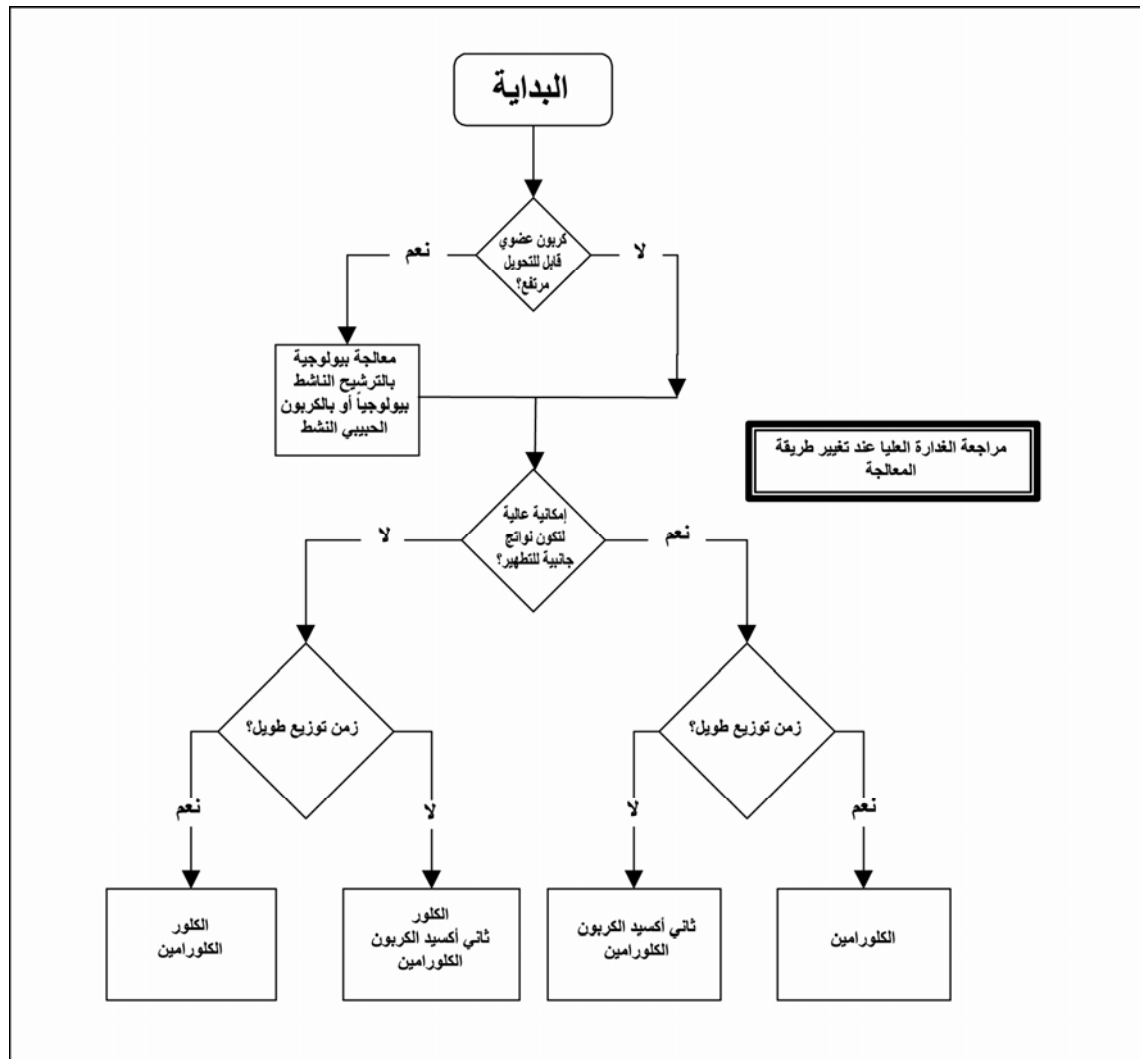 البداية
كربون عضوي
قابل للتحويل
مرتفع؟
نعم
لا
معالجة بيولوجية
بالترشيح الناشط
بيولوجياً أو بالكربون
الحبيبي النشط
مراجعة الغدارة العليا عند تغيير طريقة
المعالجة
إمكانية عالية
لتكون نواتج
جانبية للتطهير؟
نعم
لا
زمن توزيع طويل؟
زمن توزيع طويل؟
نعم
لا
لا
نعم
الكلورامين
ثاني أكسيد الكربون
الكلورامين
الكلور
ثاني أكسيد الكربون
الكلورامين
الكلور
الكلورامين